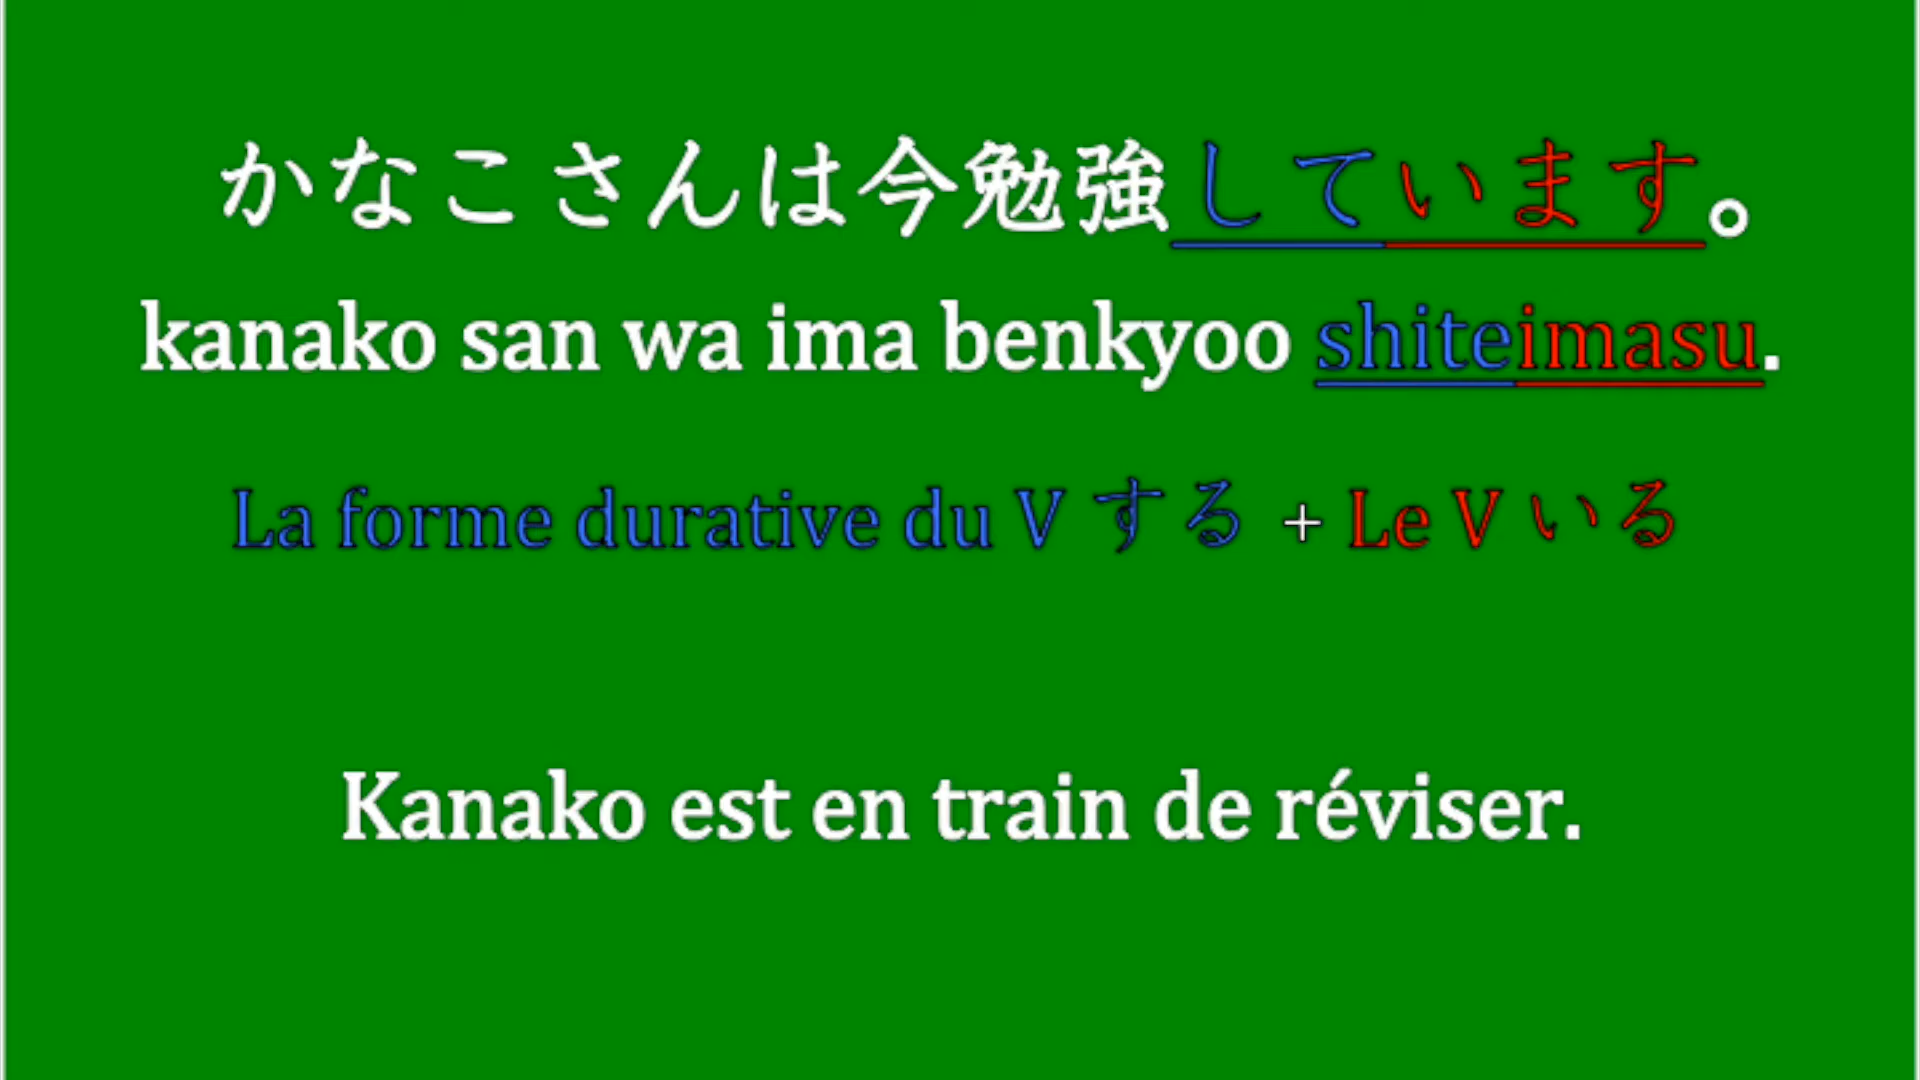 かなこさんは今勉強しています。
kanako san wa ima benkyoo shiteimasu.
La forme durative du V する + Le V いる
Kanako est en train de réviser.